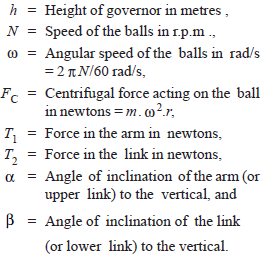 h = Height of governor in metres ,
N = Speed of the balls in r.p.m .,
ω = Angular speed of the balls in rad/s
= 2 π N/60 rad/s,
F_C = Centrifugal force acting on the ball
in newtons = m . ω².r,
T₁ = Force in the arm in newtons,
T₂ = Force in the link in newtons,
α = Angle of inclination of the arm (or
upper link) to the vertical, and
β = Angle of inclination of the link
(or lower link) to the vertical.